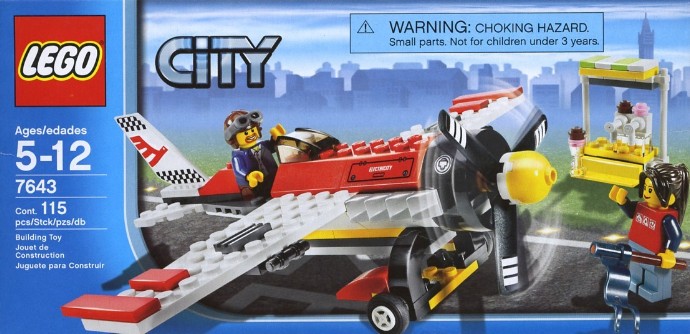 LEGO
CITY
WARNING: CHOKING HAZARD.
Small parts. Not for children under 3 years.
Ages/edades
5-12
7643
Cont. 115
pcs/Stck/pzs/db
Building Toy
Jouet de
Construction
Juguete para Construir
ELECTROCITY